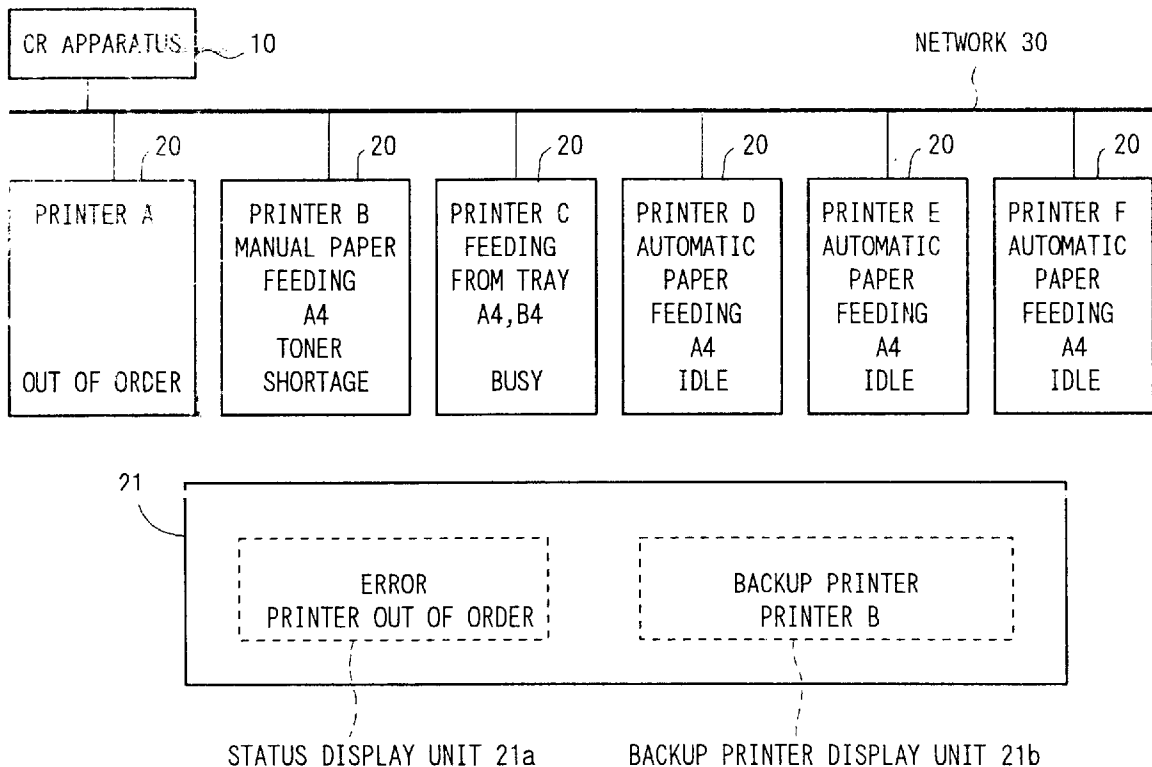 CR APPARATUS
10
NETWORK 30
20
20
20
20
20
20
PRINTER A
OUT OF ORDER
PRINTER B
MANUAL PAPER
FEEDING
A4
TONER
SHORTAGE
PRINTER C
FEEDING
FROM TRAY
A4,B4
BUSY
PRINTER D
AUTOMATIC
PAPER
FEEDING
A4
IDLE
PRINTER E
AUTOMATIC
PAPER
FEEDING
A4
IDLE
PRINTER F
AUTOMATIC
PAPER
FEEDING
A4
IDLE
21
ERROR
PRINTER OUT OF ORDER
BACKUP PRINTER
PRINTER B
STATUS DISPLAY UNIT 21a
BACKUP PRINTER DISPLAY UNIT 21b